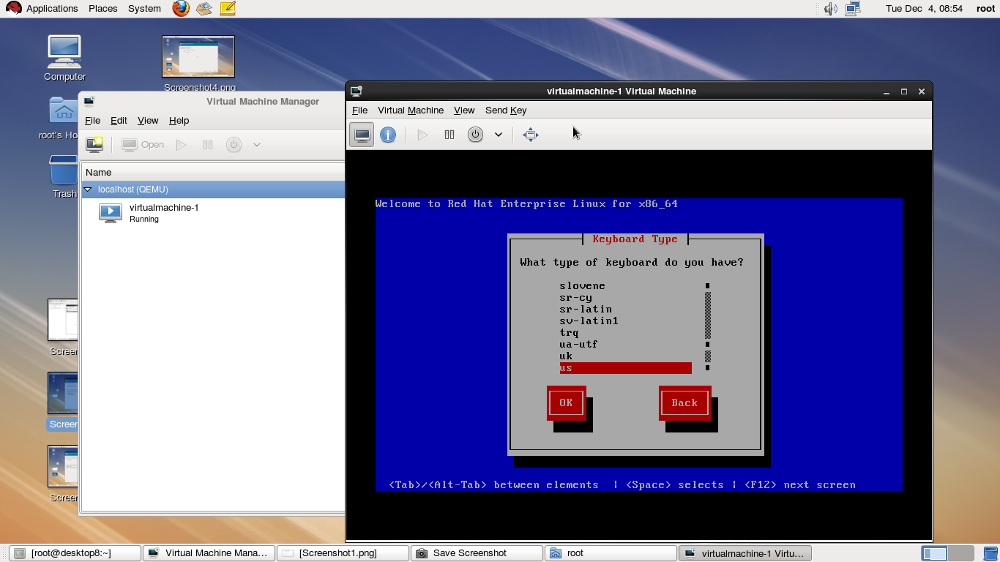 Applications Places System
Tue Dec 4, 08:54 root
Computer
Screenshot4.png
root's Ho
Trash
Screen
Screen
Screen
Virtual Machine Manager
File Edit View Help
Open
Name
localhost (QEMU)
virtualmachine-1
Running
virtualmachine-1 Virtual Machine
File Virtual Machine View Send Key
Welcome to Red Hat Enterprise Linux for x86_64
Keyboard Type
What type of keyboard do you have?
slovene
sr-cy
sr-latin
sv-latin1
trq
ua-utf
uk
us
OK Back
<Tab>/<Alt-Tab> between elements | <Space> selects | <F12> next screen
[root@desktop8:~] Virtual Machine Mana... [Screenshot1.png] Save Screenshot root virtualmachine-1 Virtu...